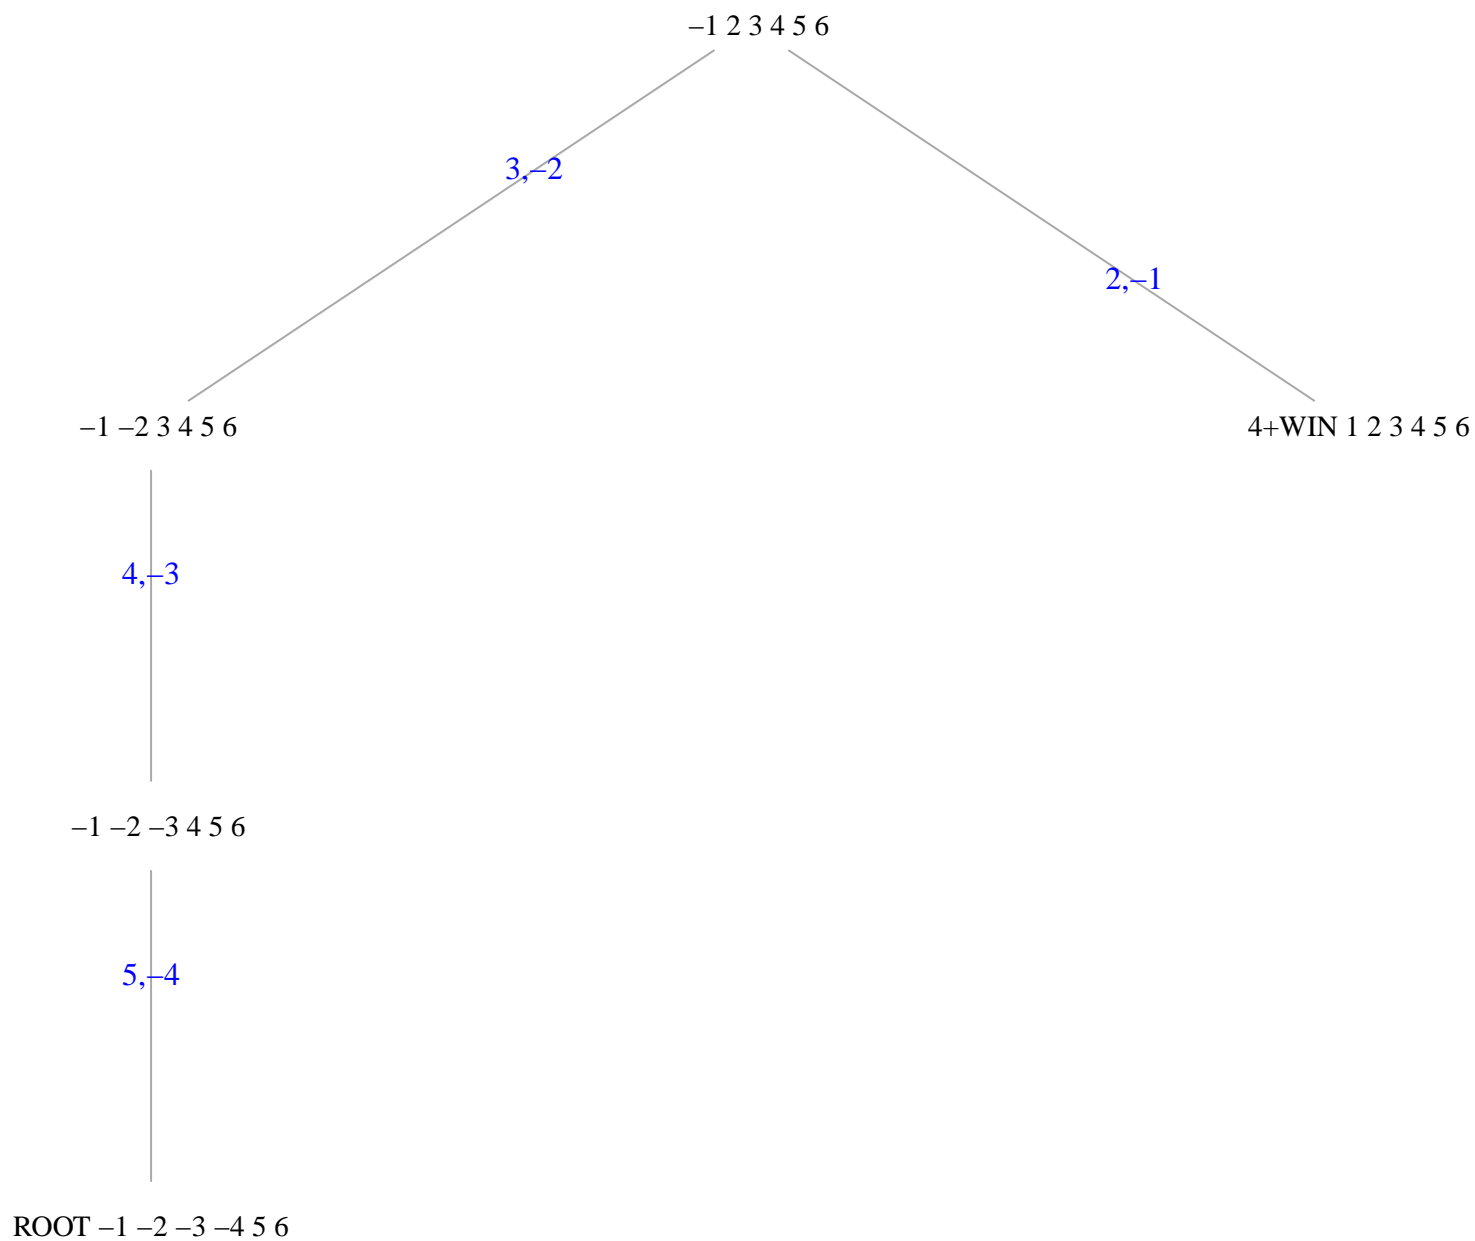 –1 2 3 4 5 6
3,–2
2,–1
–1 –2 3 4 5 6
4+WIN 1 2 3 4 5 6
4,–3
–1 –2 –3 4 5 6
5,–4
ROOT –1 –2 –3 –4 5 6